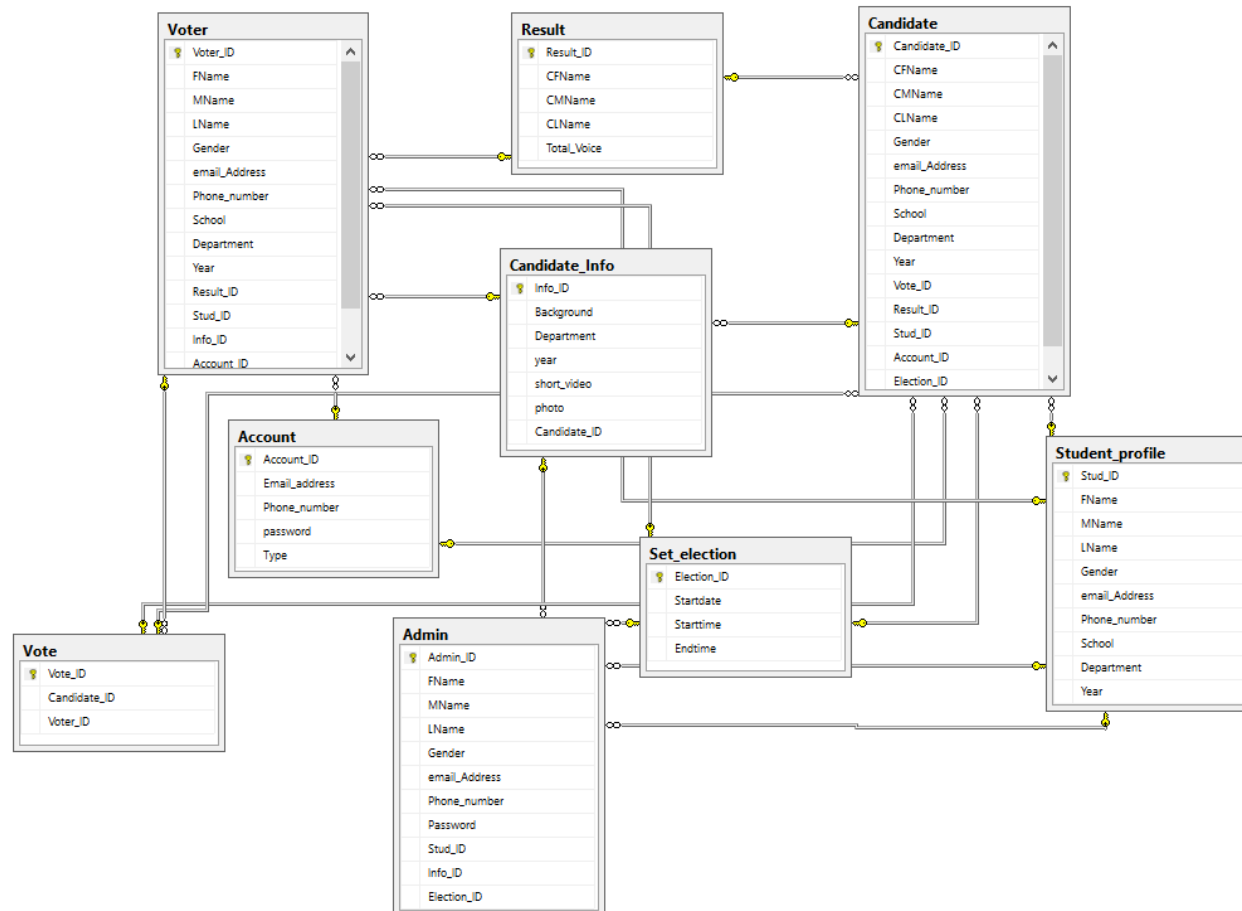 Voter
Voter_ID
FName
MName
LName
Gender
email_Address
Phone_number
School
Department
Year
Result_ID
Stud_ID
Info_ID
Account_ID
Result
Result_ID
CFName
CMName
CLName
Total_Voice
Candidate
Candidate_ID
CFName
CMName
CLName
Gender
email_Address
Phone_number
School
Department
Year
Vote_ID
Result_ID
Stud_ID
Account_ID
Election_ID
Candidate_Info
Info_ID
Background
Department
year
short_video
photo
Candidate_ID
Account
Account_ID
Email_address
Phone_number
password
Type
Student_profile
Stud_ID
FName
MName
LName
Gender
email_Address
Phone_number
School
Department
Year
Set_election
Election_ID
Startdate
Starttime
Endtime
Vote
Vote_ID
Candidate_ID
Voter_ID
Admin
Admin_ID
FName
MName
LName
Gender
email_Address
Phone_number
Password
Stud_ID
Info_ID
Election_ID